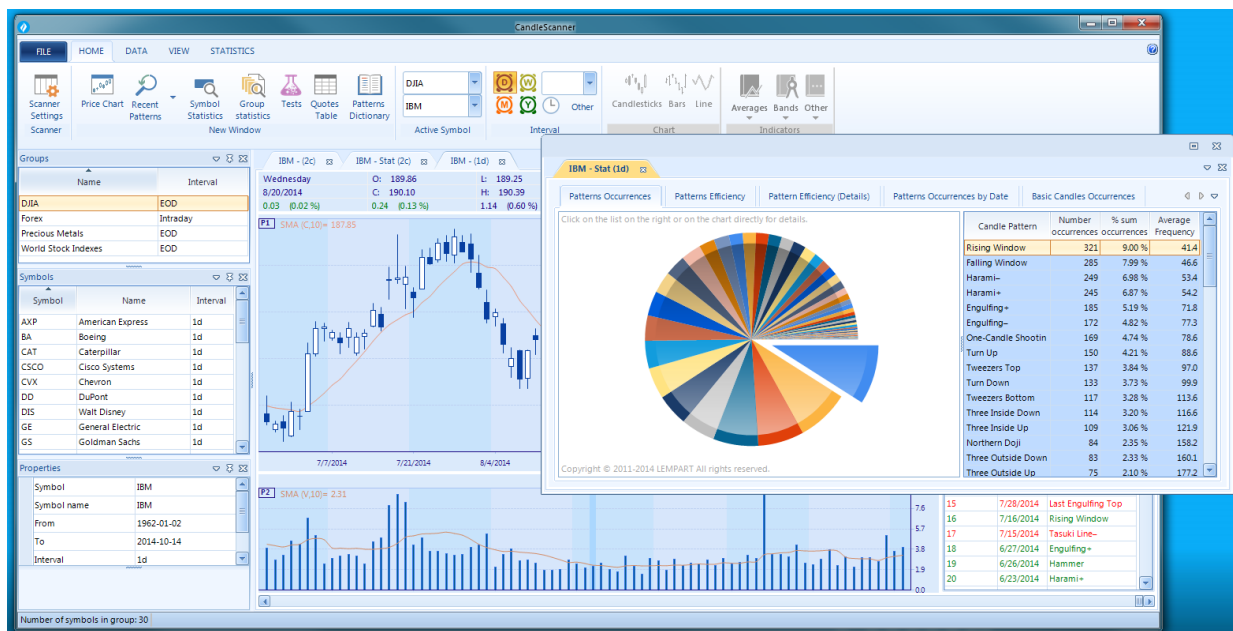 CandleScanner
FILE HOME DATA VIEW STATISTICS
Scanner Settings
Price Chart
Recent Patterns
Symbol Statistics
Group statistics
Tests
Quotes Table
Patterns Dictionary
DJIA
IBM
D W
M Y
Other
Candlesticks Bars Line
Averages Bands Other
Scanner New Window Active Symbol Interval Chart Indicators
Groups
Name Interval
DJIA EOD
Forex Intraday
Precious Metals EOD
World Stock Indexes EOD
Symbols
Symbol Name Interval
AXP American Express 1d
BA Boeing 1d
CAT Caterpillar 1d
CSCO Cisco Systems 1d
CVX Chevron 1d
DD DuPont 1d
DIS Walt Disney 1d
GE General Electric 1d
GS Goldman Sachs 1d
Properties
Symbol IBM
Symbol name IBM
From 1962-01-02
To 2014-10-14
Interval 1d
IBM - (2c) IBM - Stat (2c) IBM - (1d)
Wednesday O: 189.86 L: 189.25
8/20/2014 C: 190.10 H: 190.39
0.03 (0.02 %) 0.24 (0.13 %) 1.14 (0.60 %)
P1 SMA (C,10)= 187.85
7/7/2014 7/21/2014 8/4/2014
P2 SMA (V,10)= 2.31
7.6
5.7
3.8
1.9
0.0
IBM - Stat (1d)
Patterns Occurrences Patterns Efficiency Pattern Efficiency (Details) Patterns Occurrences by Date Basic Candles Occurrences
Click on the list on the right or on the chart directly for details.
Copyright © 2011-2014 LEMPART All rights reserved.
Candle Pattern Number occurrences % sum occurrences Average Frequency
Rising Window 321 9.00 % 41.4
Falling Window 285 7.99 % 46.6
Harami– 249 6.98 % 53.4
Harami+ 245 6.87 % 54.2
Engulfing+ 185 5.19 % 71.8
Engulfing– 172 4.82 % 77.3
One-Candle Shootin 169 4.74 % 78.6
Turn Up 150 4.21 % 88.6
Tweezers Top 137 3.84 % 97.0
Turn Down 133 3.73 % 99.9
Tweezers Bottom 117 3.28 % 113.6
Three Inside Down 114 3.20 % 116.6
Three Inside Up 109 3.06 % 121.9
Northern Doji 84 2.35 % 158.2
Three Outside Down 83 2.33 % 160.1
Three Outside Up 75 2.10 % 177.2
15 7/28/2014 Last Engulfing Top
16 7/16/2014 Rising Window
17 7/15/2014 Tasuki Line–
18 6/27/2014 Engulfing+
19 6/26/2014 Hammer
20 6/23/2014 Harami+
Number of symbols in group: 30